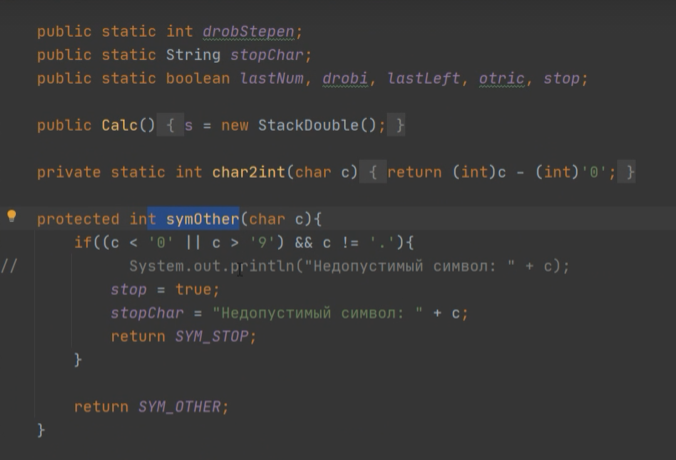 public static int drobStepen;
public static String stopChar;
public static boolean lastNum, drobi, lastLeft, otric, stop;
public Calc() { s = new StackDouble(); }
private static int char2int(char c) { return (int)c - (int)'0'; }
protected int symOther(char c){
if((c < '0' || c > '9') && c != '.'){
// System.out.println("Недопустимый символ: " + c);
stop = true;
stopChar = "Недопустимый символ: " + c;
return SYM_STOP;
}
return SYM_OTHER;
}